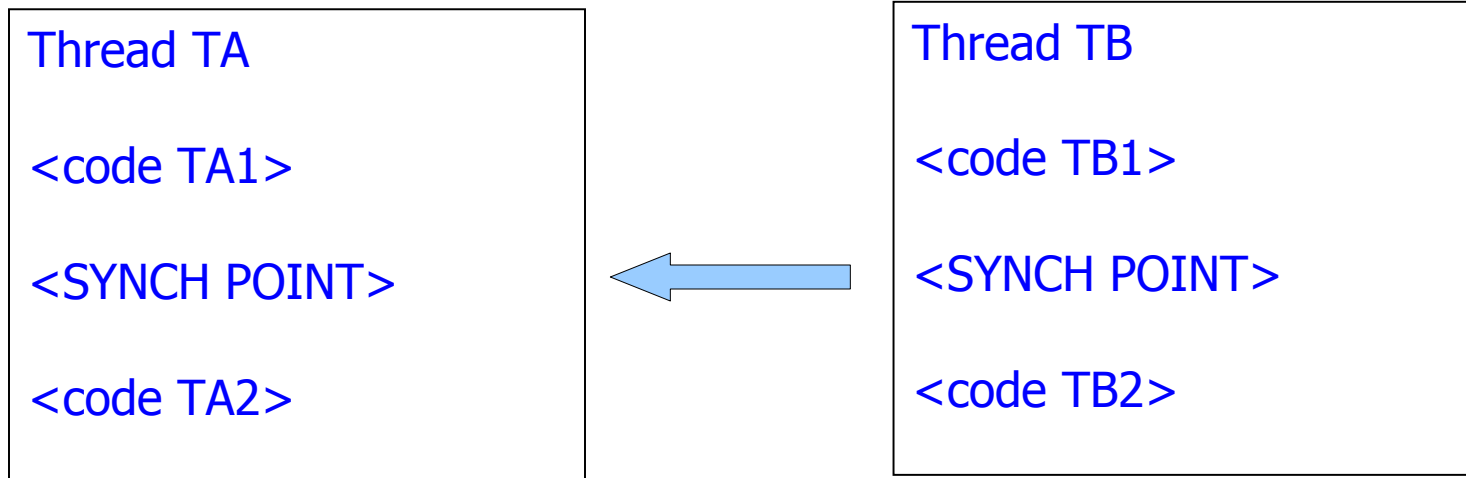 Thread TA
<code TA1>
<SYNCH POINT>
<code TA2>
Thread TB
<code TB1>
<SYNCH POINT>
<code TB2>